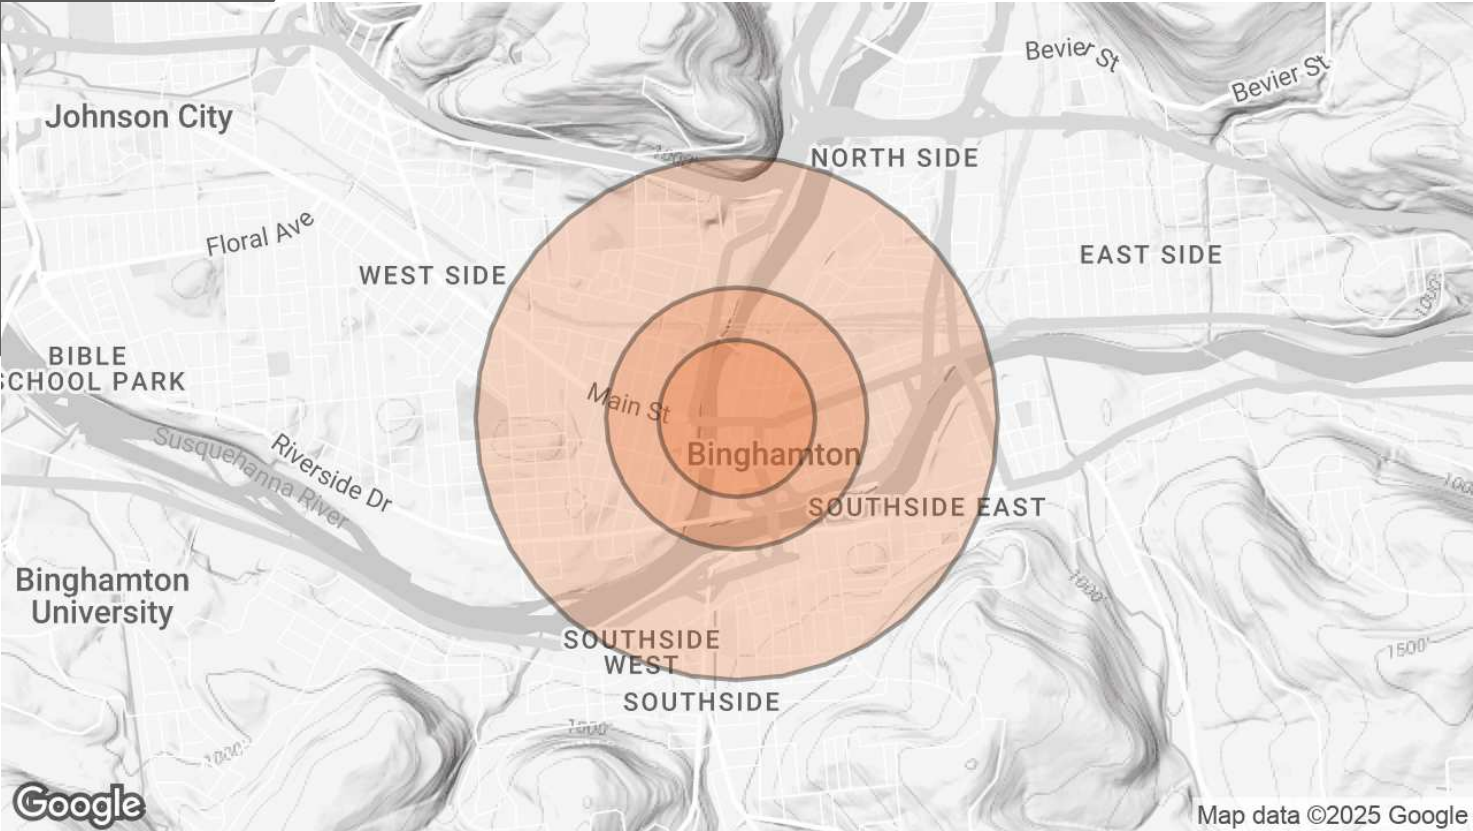 Bevier St
Bevier St
Johnson City
1000'
NORTH SIDE
Floral Ave
EAST SIDE
WEST SIDE
1000'
BIBLE
SCHOOL PARK
Main St
Susquehanna River
Riverside Dr
Binghamton
1000'
SOUTHSIDE EAST
Binghamton
University
1000'
SOUTHSIDE
WEST
1500'
SOUTHSIDE
1000'
1000'
Google
Map data ©2025 Google